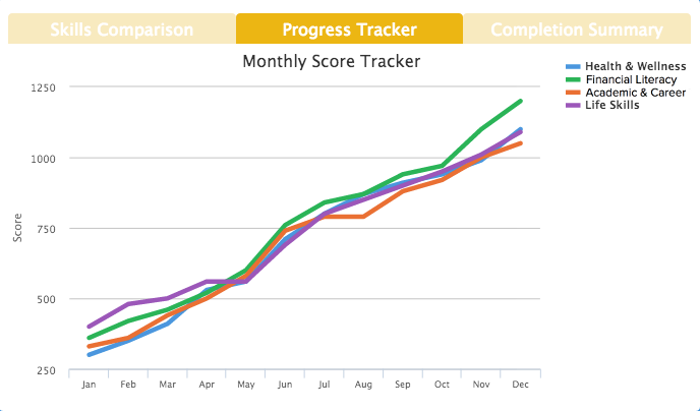 Skills Comparison
Progress Tracker
Completion Summary
Monthly Score Tracker
Health & Wellness
Financial Literacy
Academic & Career
Life Skills
Score
1250
1000
750
500
250
Jan Feb Mar Apr May Jun Jul Aug Sep Oct Nov Dec